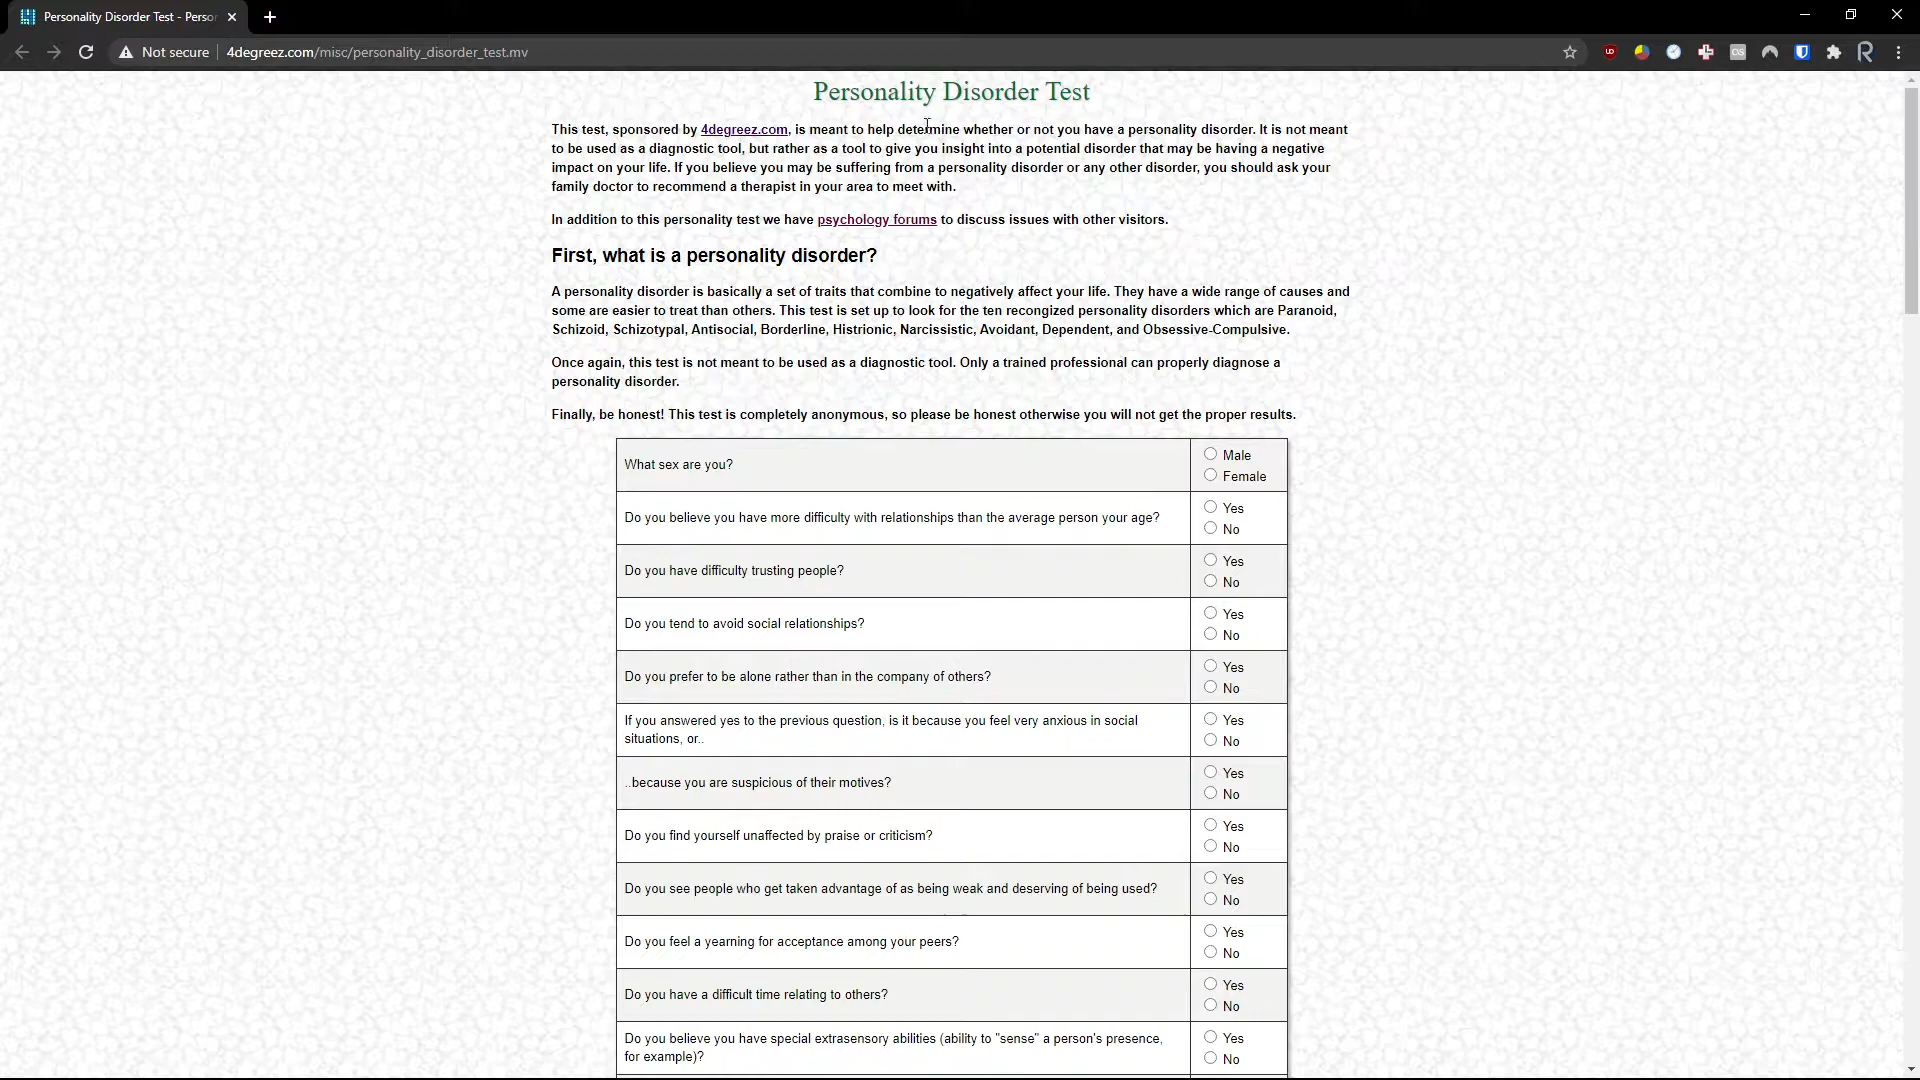 Personality Disorder Test - Perso
Not secure
4degreez.com/misc/personality_disorder_test.mv
Personality Disorder Test
This test, sponsored by 4degreez.com, is meant to help determine whether or not you have a personality disorder. It is not meant
to be used as a diagnostic tool, but rather as a tool to give you insight into a potential disorder that may be having a negative
impact on your life. If you believe you may be suffering from a personality disorder or any other disorder, you should ask your
family doctor to recommend a therapist in your area to meet with.
In addition to this personality test we have psychology forums to discuss issues with other visitors.
First, what is a personality disorder?
A personality disorder is basically a set of traits that combine to negatively affect your life. They have a wide range of causes and
some are easier to treat than others. This test is set up to look for the ten recongized personality disorders which are Paranoid,
Schizoid, Schizotypal, Antisocial, Borderline, Histrionic, Narcissistic, Avoidant, Dependent, and Obsessive-Compulsive.
Once again, this test is not meant to be used as a diagnostic tool. Only a trained professional can properly diagnose a
personality disorder.
Finally, be honest! This test is completely anonymous, so please be honest otherwise you will not get the proper results.
What sex are you?
Male
Female
Do you believe you have more difficulty with relationships than the average person your age?
Yes
No
Do you have difficulty trusting people?
Yes
No
Do you tend to avoid social relationships?
Yes
No
Do you prefer to be alone rather than in the company of others?
Yes
No
If you answered yes to the previous question, is it because you feel very anxious in social
situations, or..
Yes
No
..because you are suspicious of their motives?
Yes
No
Do you find yourself unaffected by praise or criticism?
Yes
No
Do you see people who get taken advantage of as being weak and deserving of being used?
Yes
No
Do you feel a yearning for acceptance among your peers?
Yes
No
Do you have a difficult time relating to others?
Yes
No
Do you believe you have special extrasensory abilities (ability to "sense" a person's presence,
for example)?
Yes
No